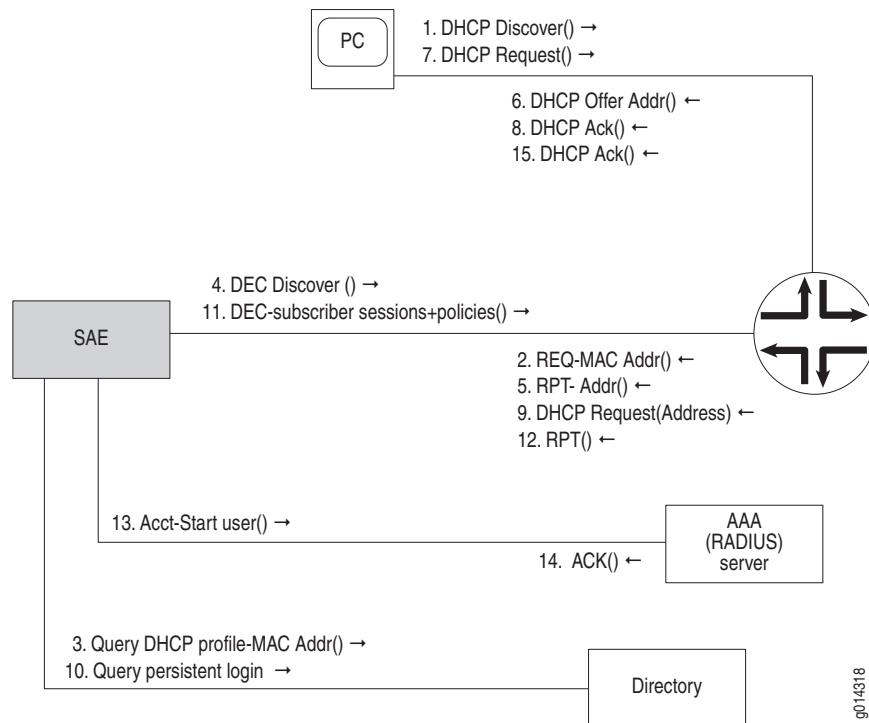 PC
1. DHCP Discover() →
7. DHCP Request() →
6. DHCP Offer Addr() ←
8. DHCP Ack() ←
15. DHCP Ack() ←
4. DEC Discover () →
11. DEC-subscriber sessions+policies() →
SAE
2. REQ-MAC Addr() ←
5. RPT- Addr() ←
9. DHCP Request(Address) ←
12. RPT() ←
13. Acct-Start user() →
AAA
(RADIUS)
server
14. ACK() ←
3. Query DHCP profile-MAC Addr() →
10. Query persistent login →
Directory
g014318